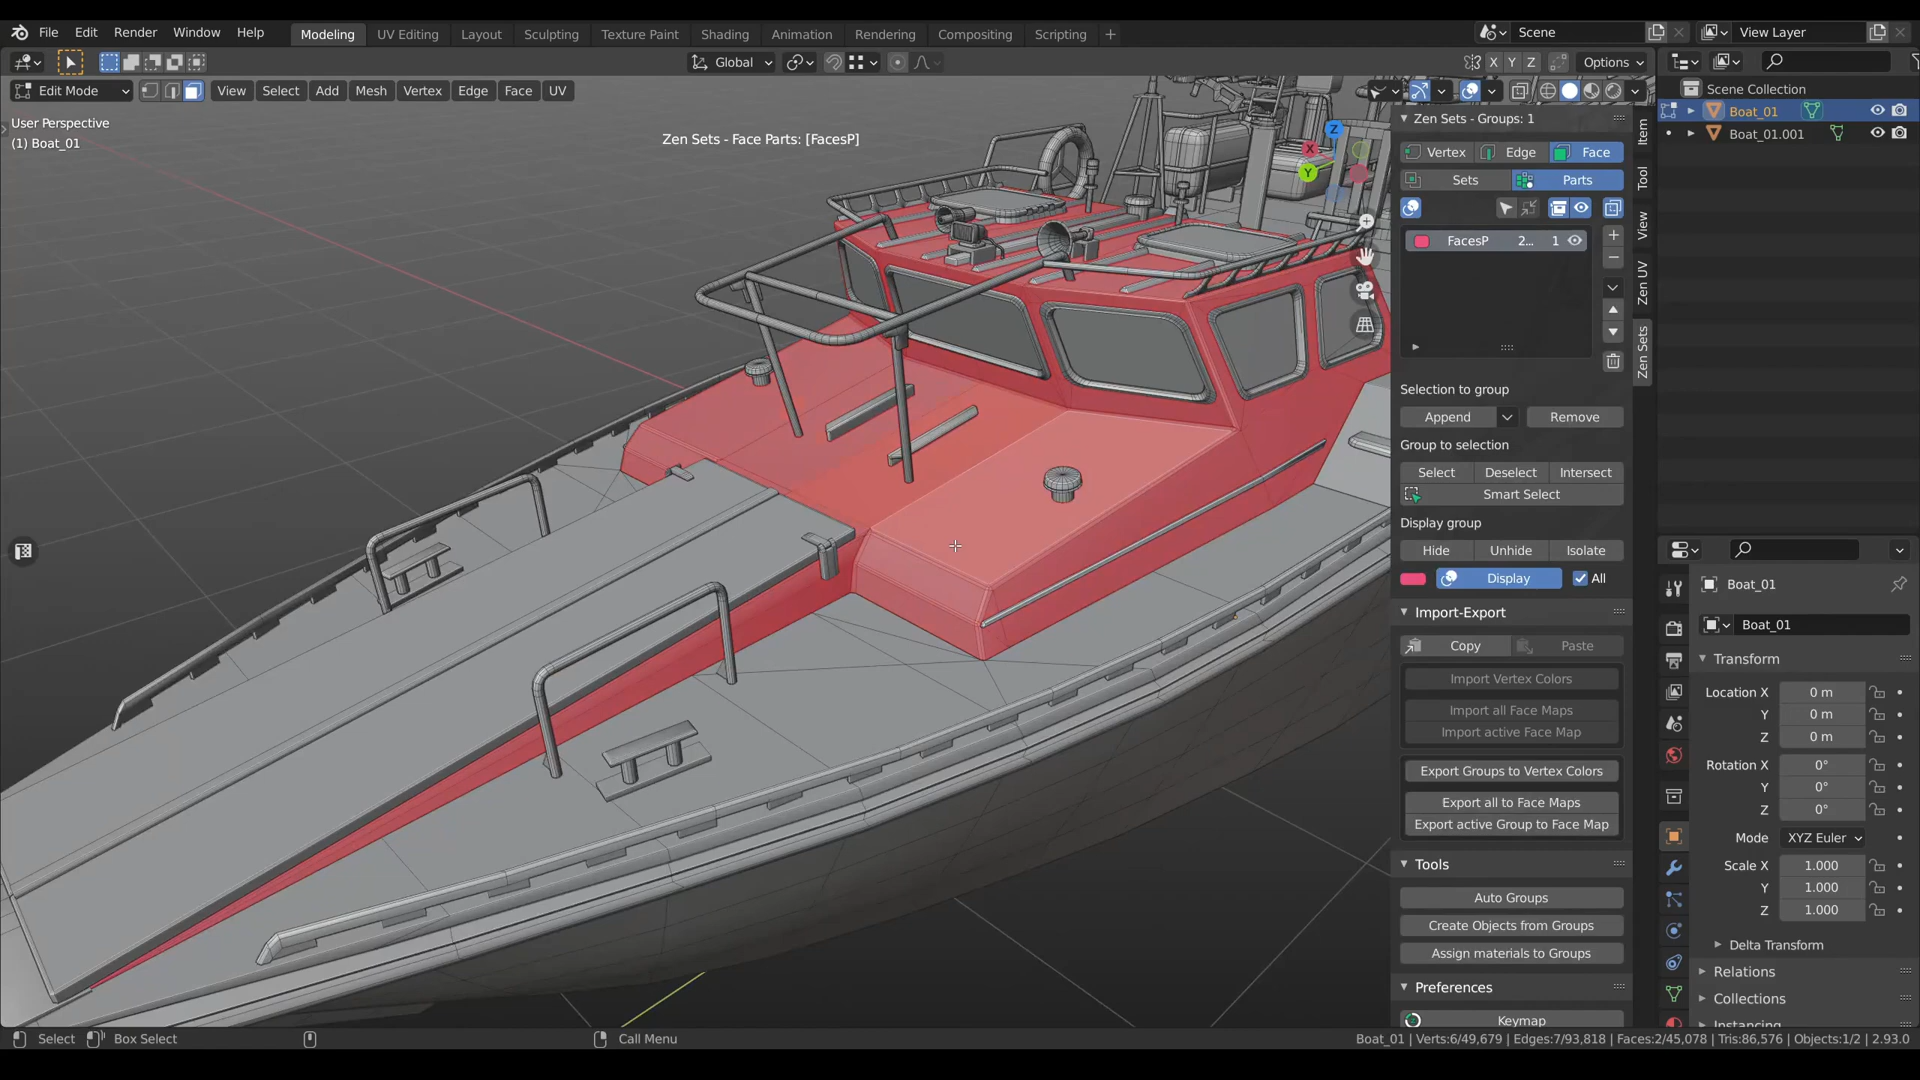 File Edit Render Window Help Modeling UV Editing Layout Sculpting Texture Paint Shading Animation Rendering Compositing Scripting + Scene View Layer
Global X Y Z Options
Edit Mode View Select Add Mesh Vertex Edge Face UV
User Perspective
(1) Boat_01
Zen Sets - Face Parts: [FacesP]
Z
X
Y
Zen Sets - Groups: 1
Vertex Edge Face
Sets Parts
FacesP 2... 1
Selection to group
Append Remove
Group to selection
Select Deselect Intersect
Smart Select
Display group
Hide Unhide Isolate
Display All
Import-Export
Copy Paste
Import Vertex Colors
Import all Face Maps
Import active Face Map
Export Groups to Vertex Colors
Export all to Face Maps
Export active Group to Face Map
Tools
Auto Groups
Create Objects from Groups
Assign materials to Groups
Preferences
Keymap
Item
Tool
View
Zen UV
Zen Sets
Scene Collection
Boat_01
Boat_01.001
Boat_01
Boat_01
Transform
Location X 0 m
Y 0 m
Z 0 m
Rotation X 0°
Y 0°
Z 0°
Mode XYZ Euler
Scale X 1.000
Y 1.000
Z 1.000
Delta Transform
Relations
Collections
Instancing
Select Box Select Call Menu Boat_01 | Verts:6/49,679 | Edges:7/93,818 | Faces:2/45,078 | Tris:86,576 | Objects:1/2 | 2.93.0